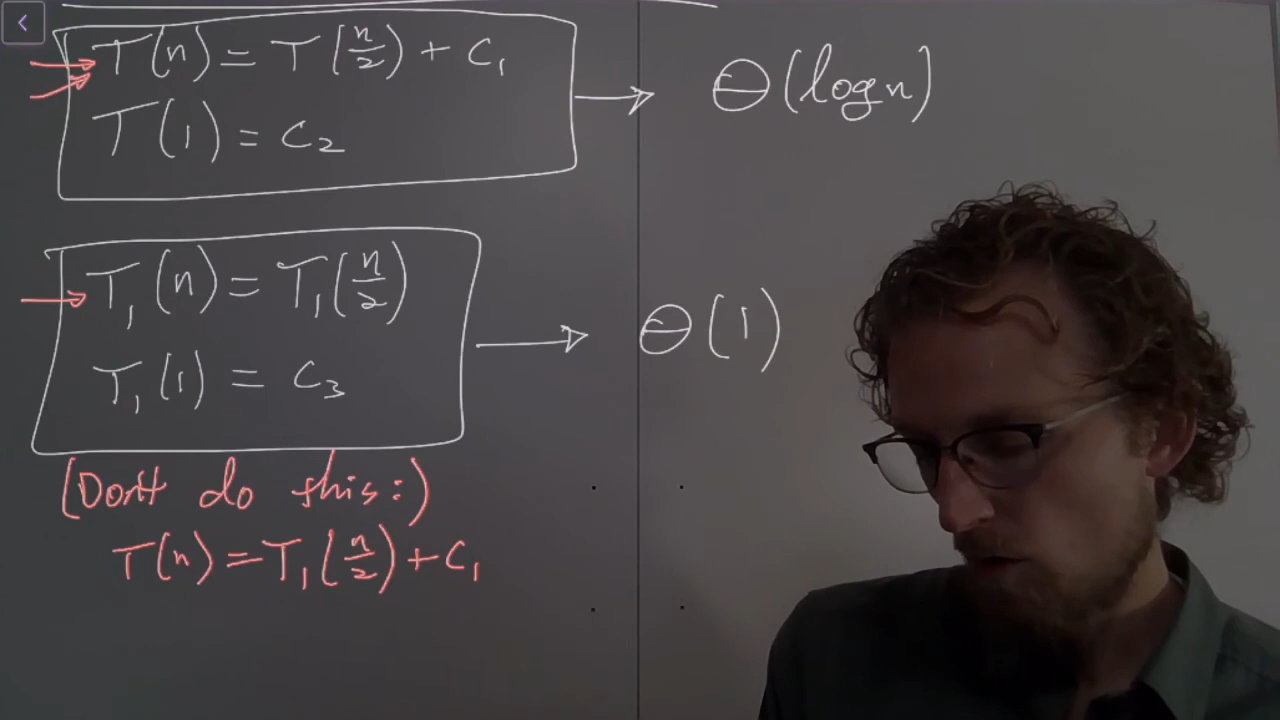 T(n) = T(n/2) + C₁
T(1) = C₂
Θ(log n)
T₁(n) = T₁(n/2)
T₁(1) = C₃
Θ(1)
(Don't do this:)
T(n) = T₁(n/2) + C₁